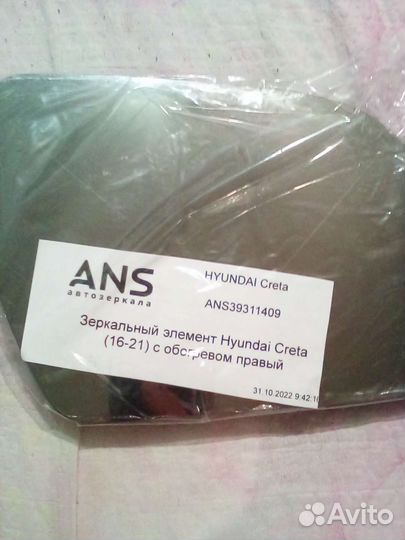 ANS
автозеркала
HYUNDAI Creta
ANS39311409
Зеркальный элемент Hyundai Creta
(16-21) с обогревом правый
31.10.2022 9:42:10
Avito